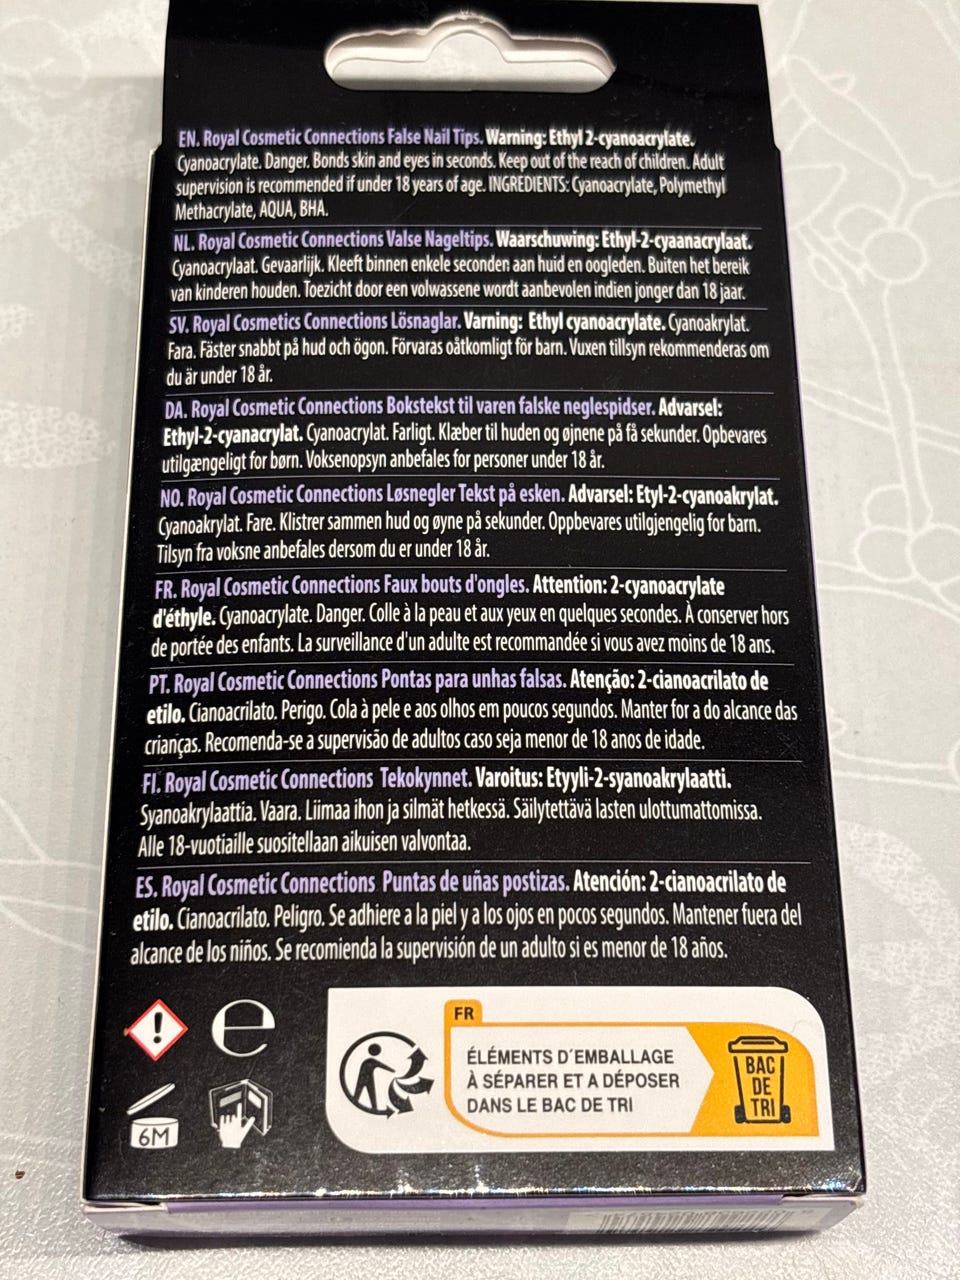 EN. Royal Cosmetic Connections False Nail Tips. Warning: Ethyl 2-cyanoacrylate.
Cyanoacrylate. Danger. Bonds skin and eyes in seconds. Keep out of the reach of children. Adult
supervision is recommended if under 18 years of age. INGREDIENTS: Cyanoacrylate, Polymethyl
Methacrylate, AQUA, BHA.
NL. Royal Cosmetic Connections Valse Nageltips. Waarschuwing: Ethyl-2-cyaanacrylaat.
Cyanoacrylaat. Gevaarlijk. Kleeft binnen enkele seconden aan huid en oogleden. Buiten het bereik
van kinderen houden. Toezicht door een volwassene wordt aanbevolen indien jonger dan 18 jaar.
SV. Royal Cosmetics Connections Lösnaglar. Varning: Ethyl cyanoacrylate. Cyanoakrylat.
Fara. Fäster snabbt på hud och ögon. Förvaras oåtkomligt för barn. Vuxen tillsyn rekommenderas om
du är under 18 år.
DA. Royal Cosmetic Connections Bokstekst til varen falske neglespidser. Advarsel:
Ethyl-2-cyanacrylat. Cyanoacrylat. Farligt. Klæber til huden og øjnene på få sekunder. Opbevares
utilgængeligt for børn. Voksenopsyn anbefales for personer under 18 år.
NO. Royal Cosmetic Connections Løsnegler Tekst på esken. Advarsel: Etyl-2-cyanoakrylat.
Cyanoakrylat. Fare. Klistrer sammen hud og øyne på sekunder. Oppbevares utilgjengelig for barn.
Tilsyn fra voksne anbefales dersom du er under 18 år.
FR. Royal Cosmetic Connections Faux bouts d'ongles. Attention: 2-cyanoacrylate
d'éthyle. Cyanoacrylate. Danger. Colle à la peau et aux yeux en quelques secondes. À conserver hors
de portée des enfants. La surveillance d'un adulte est recommandée si vous avez moins de 18 ans.
PT. Royal Cosmetic Connections Pontas para unhas falsas. Atenção: 2-cianoacrilato de
etilo. Cianoacrilato. Perigo. Cola à pele e aos olhos em poucos segundos. Manter for a do alcance das
crianças. Recomenda-se a supervisão de adultos caso seja menor de 18 anos de idade.
FI. Royal Cosmetic Connections Tekokynnet. Varoitus: Etyyli-2-syanoakrylaatti.
Syanoakrylaattia. Vaara. Liimaa ihon ja silmät hetkessä. Säilytettävä lasten ulottumattomissa.
Alle 18-vuotiaille suositellaan aikuisen valvontaa.
ES. Royal Cosmetic Connections Puntas de uñas postizas. Atención: 2-cianoacrilato de
etilo. Cianoacrilato. Peligro. Se adhiere a la piel y a los ojos en pocos segundos. Mantener fuera del
alcance de los niños. Se recomienda la supervisión de un adulto si es menor de 18 años.
e
6M
FR
ÉLÉMENTS D´EMBALLAGE
À SÉPARER ET A DÉPOSER
DANS LE BAC DE TRI
BAC
DE
TRI